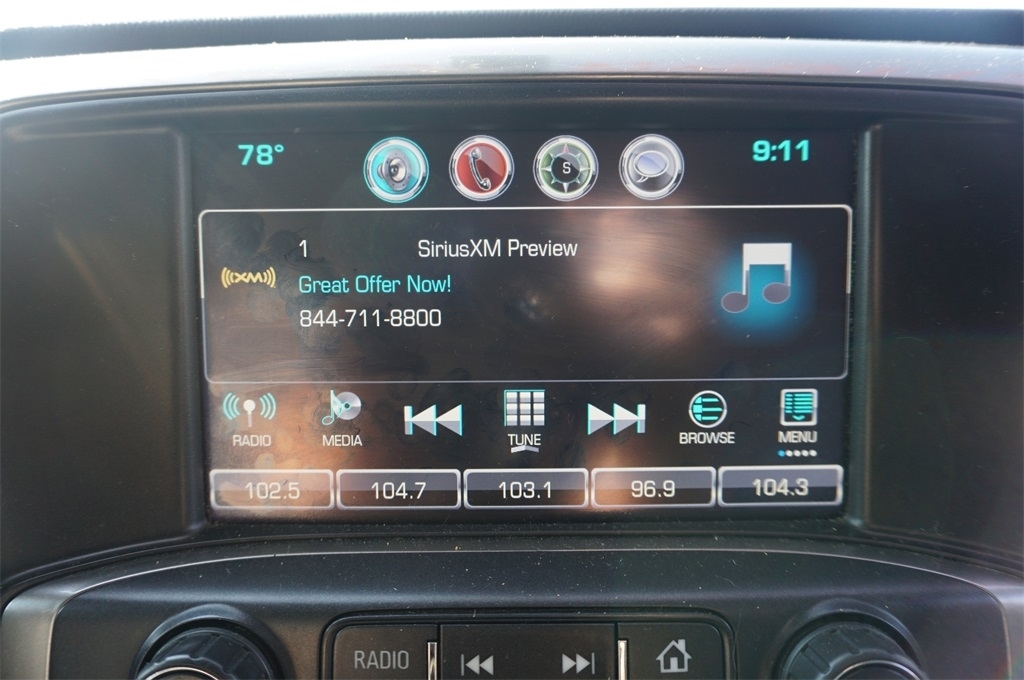 78° S 9:11
1 SiriusXM Preview
((XM))
Great Offer Now!
844-711-8800
RADIO MEDIA TUNE BROWSE MENU
102.5 104.7 103.1 96.9 104.3
RADIO